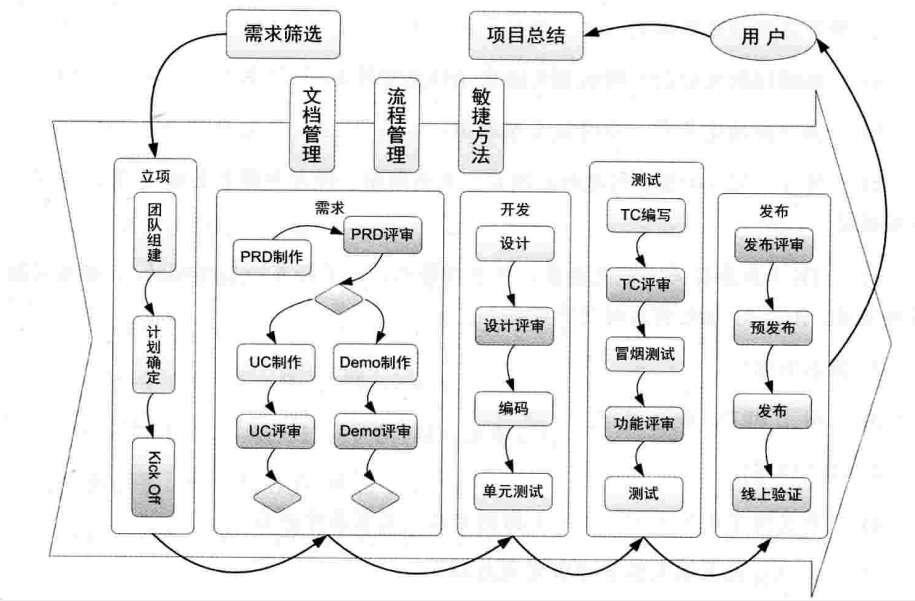 需求筛选
项目总结
用户
文档管理
流程管理
敏捷方法
立项
团队组建
计划确定
Kick Off
需求
PRD制作
PRD评审
UC制作
Demo制作
UC评审
Demo评审
开发
设计
设计评审
编码
单元测试
测试
TC编写
TC评审
冒烟测试
功能评审
测试
发布
发布评审
预发布
发布
线上验证